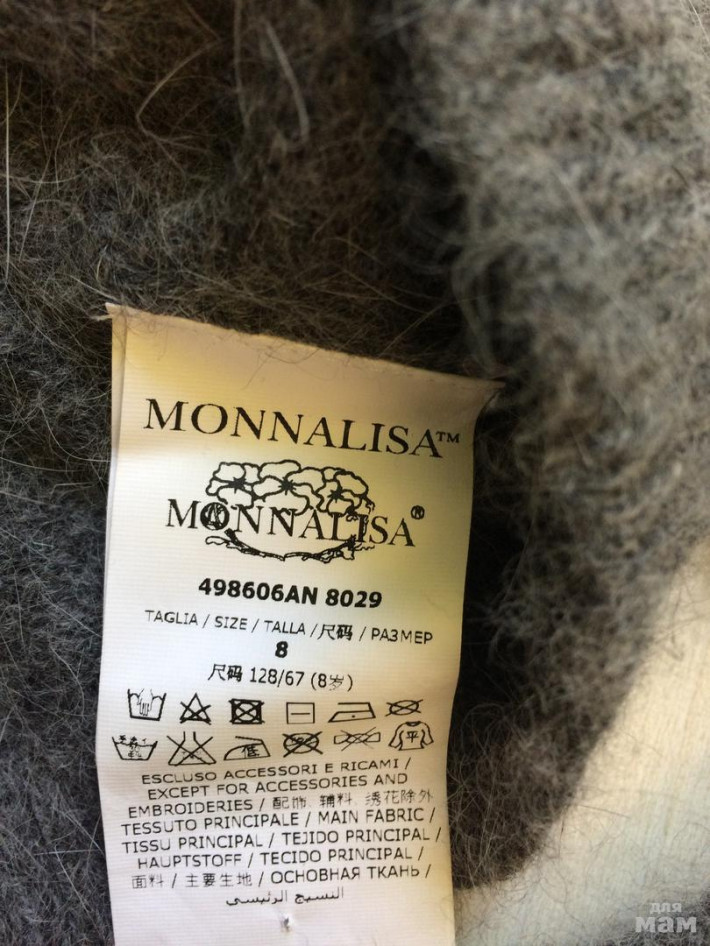 MONNALISA™
MONNALISA®
498606AN 8029
TAGLIA / SIZE / TALLA /尺码 / РАЗМЕР
8
尺码 128/67 (8岁)
低 平
ESCLUSO ACCESSORI E RICAMI /
EXCEPT FOR ACCESSORIES AND
EMBROIDERIES / 配饰、辅料、绣花除外
TESSUTO PRINCIPALE / MAIN FABRIC /
TISSU PRINCIPAL / TEJIDO PRINCIPAL /
HAUPTSTOFF / TECIDO PRINCIPAL /
面料 / 主要生地 / ОСНОВНАЯ ТКАНЬ /
النسيج الرئيسي
для
мам